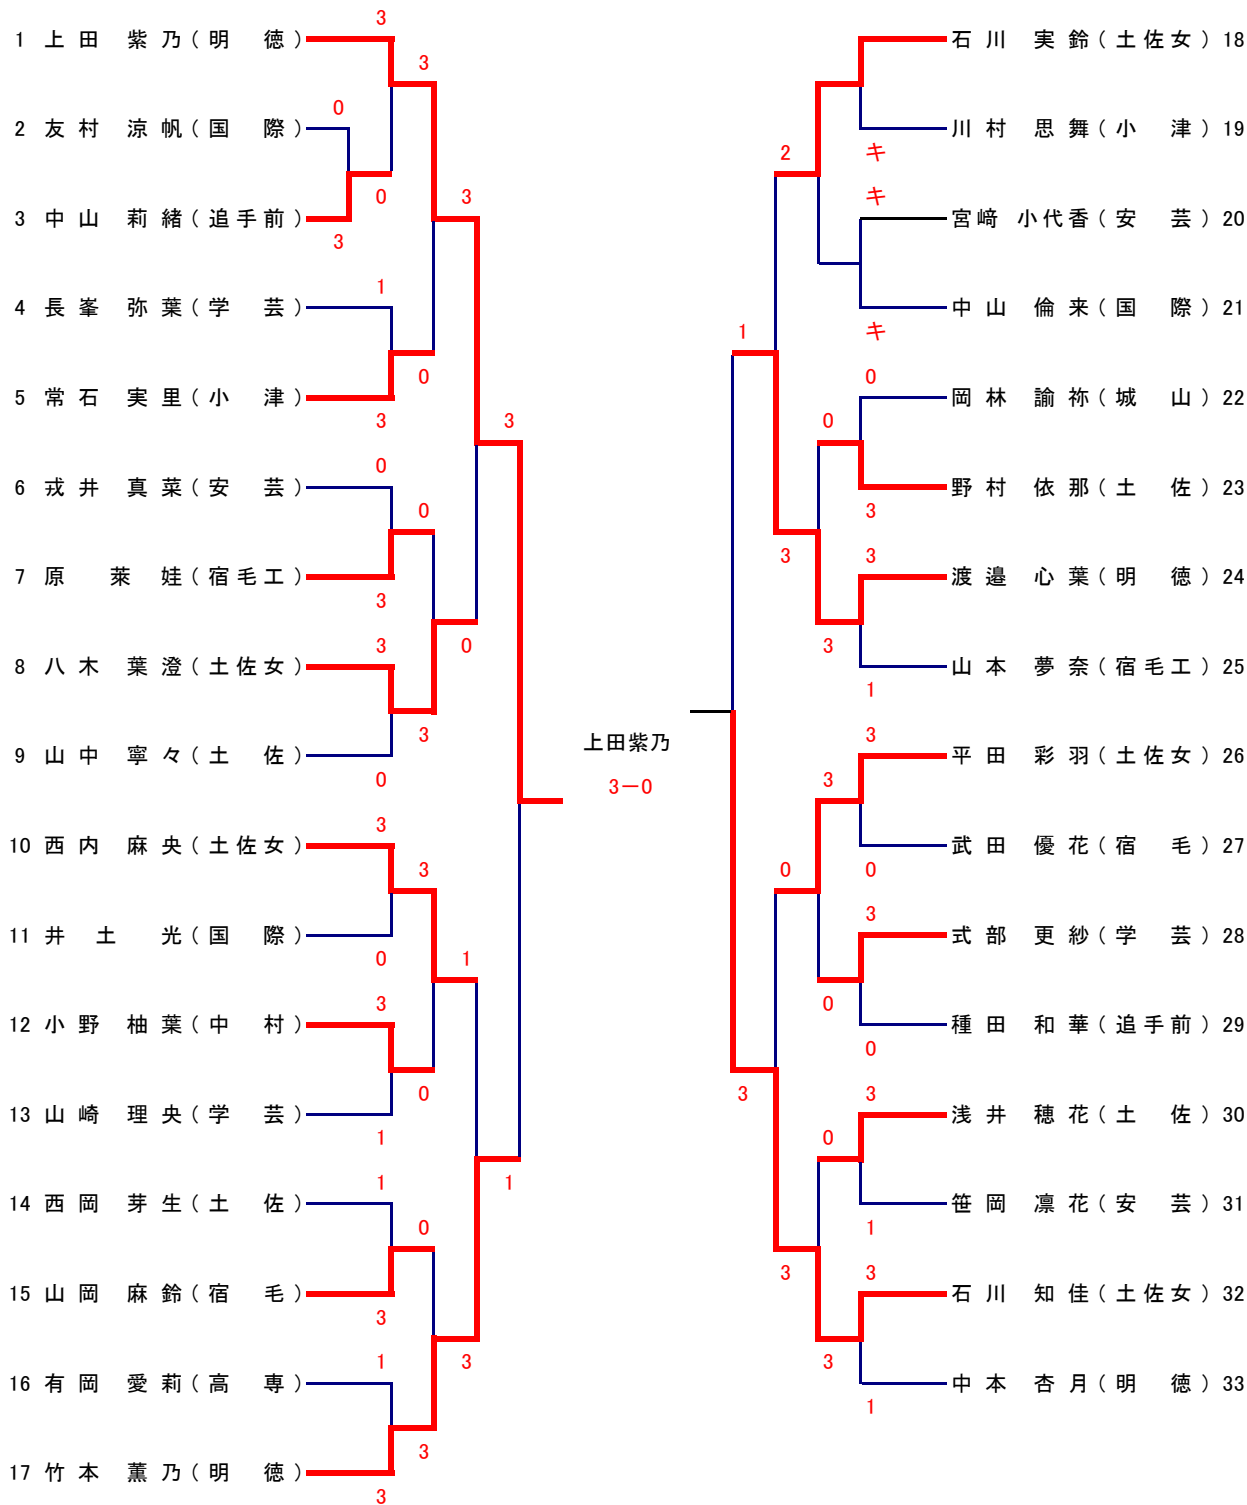 3
1 上田 紫乃(明 徳)
3
0
2 友村 涼帆(国 際)
0
3
3 中山 莉緒(追手前)
3
1
4 長峯 弥葉(学 芸)
0
5 常石 実里(小 津)
3
3
0
6 戎井 真菜(安 芸)
0
7 原 莱娃(宿毛工)
3
3
0
8 八木 葉澄(土佐女)
3
9 山中 寧々(土 佐)
0
3
10 西内 麻央(土佐女)
3
11 井土 光(国 際)
0
1
3
12 小野 柚葉(中 村)
0
13 山崎 理央(学 芸)
1
1
1
14 西岡 芽生(土 佐)
0
15 山岡 麻鈴(宿 毛)
3
1
3
16 有岡 愛莉(高 専)
3
17 竹本 薫乃(明 徳)
3
上田紫乃
3-0
石川 実鈴(土佐女)18
川村 思舞(小 津)19
2
キ
キ
宮﨑 小代香(安 芸)20
中山 倫来(国 際)21
1
キ
0
岡林 諭祢(城 山)22
0
野村 依那(土 佐)23
3
3
3
渡邉 心葉(明 徳)24
3
山本 夢奈(宿毛工)25
1
3
平田 彩羽(土佐女)26
3
武田 優花(宿 毛)27
0
0
3
式部 更紗(学 芸)28
0
種田 和華(追手前)29
0
3
3
浅井 穂花(土 佐)30
0
笹岡 凛花(安 芸)31
1
3
3
石川 知佳(土佐女)32
3
中本 杏月(明 徳)33
1